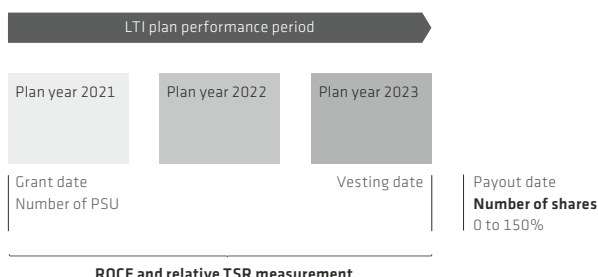 LTI plan performance period
Plan year 2021
Plan year 2022
Plan year 2023
Grant date
Number of PSU
Vesting date
Payout date
Number of shares
0 to 150%
ROCE and relative TSR measurement